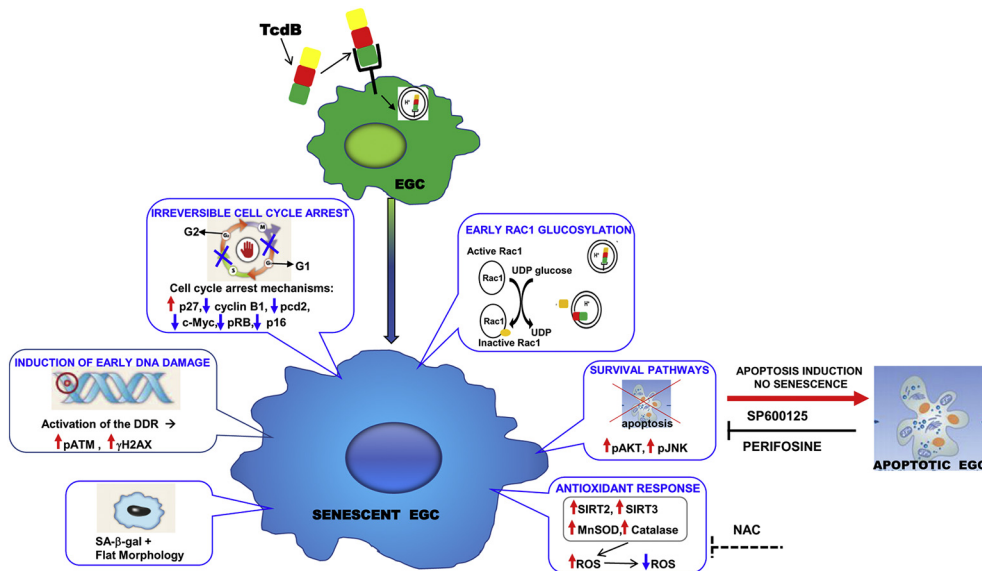 TcdB
H⁺
EGC
IRREVERSIBLE CELL CYCLE ARREST
G2
M
G₂
S
G
G1
Cell cycle arrest mechanisms:
↑ p27,↓ cyclin B1, ↓pcd2,
↓ c-Myc,↓pRB,↓ p16
EARLY RAC1 GLUCOSYLATION
Active Rac1
Rac1
UDP glucose
H⁺
Rac1
UDP
H⁺
Inactive Rac1
INDUCTION OF EARLY DNA DAMAGE
Activation of the DDR →
↑pATM , ↑γH2AX
SURVIVAL PATHWAYS
apoptosis
↑pAKT,↑ pJNK
APOPTOSIS INDUCTION
NO SENESCENCE
SP600125
PERIFOSINE
APOPTOTIC EGC
SA-β-gal +
Flat Morphology
SENESCENT EGC
ANTIOXIDANT RESPONSE
↑SIRT2, ↑ SIRT3
↑MnSOD,↑ Catalase
↑ROS → ↓ROS
NAC